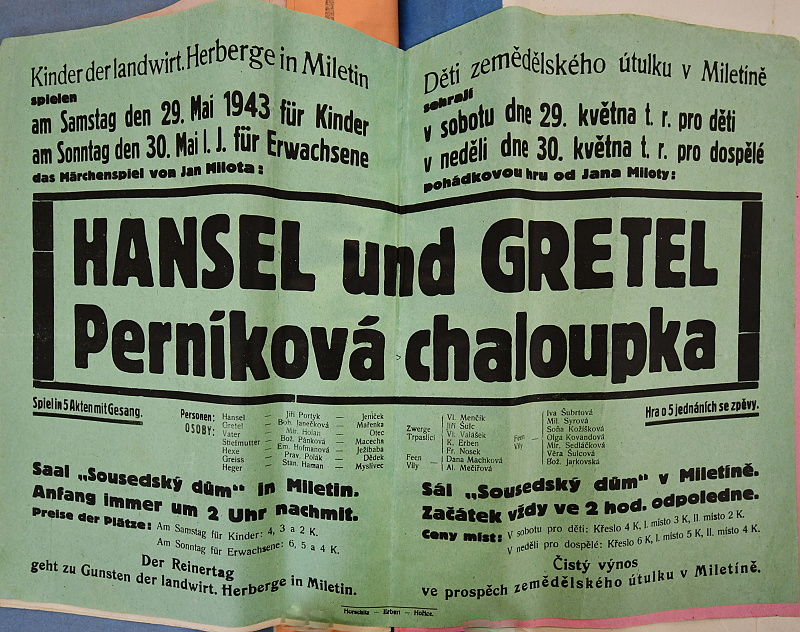 Kinder der landwirt. Herberge in Miletin
spielen
am Samstag den 29. Mai 1943 für Kinder
am Sonntag den 30. Mai l. J. für Erwachsene
das Märchenspiel von Jan Milota:
Děti zemědělského útulku v Miletíně
sehrají
v sobotu dne 29. května t. r. pro děti
v neděli dne 30. května t. r. pro dospělé
pohádkovou hru od Jana Miloty:
HANSEL und GRETEL
Perníková chaloupka
Spiel in 5 Akten mit Gesang.
Hra o 5 jednáních se zpěvy.
Personen:
OSOBY:
Hansel — Jiří Portyk — Jeníček
Gretel — Boh. Janečková — Mařenka
Vater — Mir. Holan — Otec
Stiefmutter — Bož. Pánková — Macecha
Hexe — Em. Hofmanová — Ježibaba
Greiss — Prav. Polák — Dědek
Heger — Stan. Haman — Myslivec
Zwerge
Trpaslíci
Vl. Menčík
Jiří Šulc
Vl. Valášek
K. Erben
Fr. Nosek
Feen — Dana Machková
Víly — Al. Mečířová
Feen —
Víly
Iva Šubrtová
Mil. Syrová
Soňa Kožíšková
Olga Kovandová
Mir. Sedláčková
Věra Šulcová
Bož. Jarkovská
Saal „Sousedský dům" in Miletin.
Anfang immer um 2 Uhr nachmit.
Preise der Plätze: Am Samstag für Kinder: 4, 3 a 2 K.
Am Sonntag für Erwachsene: 6, 5 a 4 K.
Der Reinertag
geht zu Gunsten der landwirt. Herberge in Miletin.
Sál „Sousedský dům" v Miletíně.
Začátek vždy ve 2 hod. odpoledne.
Ceny míst: V sobotu pro děti: Křeslo 4 K, I. místo 3 K, II. místo 2 K.
V neděli pro dospělé: Křeslo 6 K, I. místo 5 K, II. místo 4 K.
Čistý výnos
ve prospěch zemědělského útulku v Miletíně.
Horschitz — Erben — Hořice.